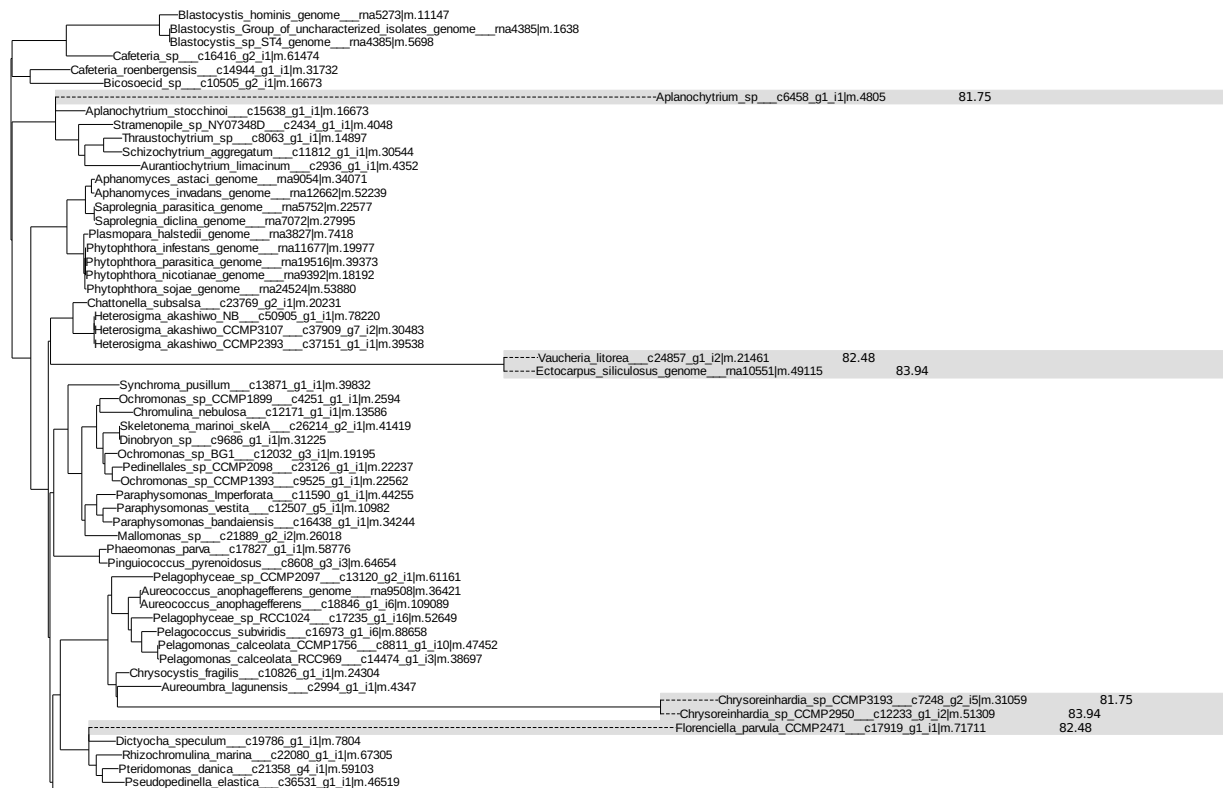 Blastocystis_hominis_genome___rna5273|m.11147
Blastocystis_Group_of_uncharacterized_isolates_genome___rna4385|m.1638
Blastocystis_sp_ST4_genome___rna4385|m.5698
Cafeteria_sp___c16416_g2_i1|m.61474
Cafeteria_roenbergensis___c14944_g1_i1|m.31732
Bicosoecid_sp___c10505_g2_i1|m.16673
Aplanochytrium_sp___c6458_g1_i1|m.4805 81.75
Aplanochytrium_stocchinoi___c15638_g1_i1|m.16673
Stramenopile_sp_NY07348D___c2434_g1_i1|m.4048
Thraustochytrium_sp___c8063_g1_i1|m.14897
Schizochytrium_aggregatum___c11812_g1_i1|m.30544
Aurantiochytrium_limacinum___c2936_g1_i1|m.4352
Aphanomyces_astaci_genome___rna9054|m.34071
Aphanomyces_invadans_genome___rna12662|m.52239
Saprolegnia_parasitica_genome___rna5752|m.22577
Saprolegnia_diclina_genome___rna7072|m.27995
Plasmopara_halstedii_genome___rna3827|m.7418
Phytophthora_infestans_genome___rna11677|m.19977
Phytophthora_parasitica_genome___rna19516|m.39373
Phytophthora_nicotianae_genome___rna9392|m.18192
Phytophthora_sojae_genome___rna24524|m.53880
Chattonella_subsalsa___c23769_g2_i1|m.20231
Heterosigma_akashiwo_NB___c50905_g1_i1|m.78220
Heterosigma_akashiwo_CCMP3107___c37909_g7_i2|m.30483
Heterosigma_akashiwo_CCMP2393___c37151_g1_i1|m.39538
Vaucheria_litorea___c24857_g1_i2|m.21461 82.48
Ectocarpus_siliculosus_genome___rna10551|m.49115 83.94
Synchroma_pusillum___c13871_g1_i1|m.39832
Ochromonas_sp_CCMP1899___c4251_g1_i1|m.2594
Chromulina_nebulosa___c12171_g1_i1|m.13586
Skeletonema_marinoi_skelA___c26214_g2_i1|m.41419
Dinobryon_sp___c9686_g1_i1|m.31225
Ochromonas_sp_BG1___c12032_g3_i1|m.19195
Pedinellales_sp_CCMP2098___c23126_g1_i1|m.22237
Ochromonas_sp_CCMP1393___c9525_g1_i1|m.22562
Paraphysomonas_Imperforata___c11590_g1_i1|m.44255
Paraphysomonas_vestita___c12507_g5_i1|m.10982
Paraphysomonas_bandaiensis___c16438_g1_i1|m.34244
Mallomonas_sp___c21889_g2_i2|m.26018
Phaeomonas_parva___c17827_g1_i1|m.58776
Pinguiococcus_pyrenoidosus___c8608_g3_i3|m.64654
Pelagophyceae_sp_CCMP2097___c13120_g2_i1|m.61161
Aureococcus_anophagefferens_genome___rna9508|m.36421
Aureococcus_anophagefferens___c18846_g1_i6|m.109089
Pelagophyceae_sp_RCC1024___c17235_g1_i16|m.52649
Pelagococcus_subviridis___c16973_g1_i6|m.88658
Pelagomonas_calceolata_CCMP1756___c8811_g1_i10|m.47452
Pelagomonas_calceolata_RCC969___c14474_g1_i3|m.38697
Chrysocystis_fragilis___c10826_g1_i1|m.24304
Aureoumbra_lagunensis___c2994_g1_i1|m.4347
Chrysoreinhardia_sp_CCMP3193___c7248_g2_i5|m.31059 81.75
Chrysoreinhardia_sp_CCMP2950___c12233_g1_i2|m.51309 83.94
Florenciella_parvula_CCMP2471___c17919_g1_i1|m.71711 82.48
Dictyocha_speculum___c19786_g1_i1|m.7804
Rhizochromulina_marina___c22080_g1_i1|m.67305
Pteridomonas_danica___c21358_g4_i1|m.59103
Pseudopedinella_elastica___c36531_g1_i1|m.46519